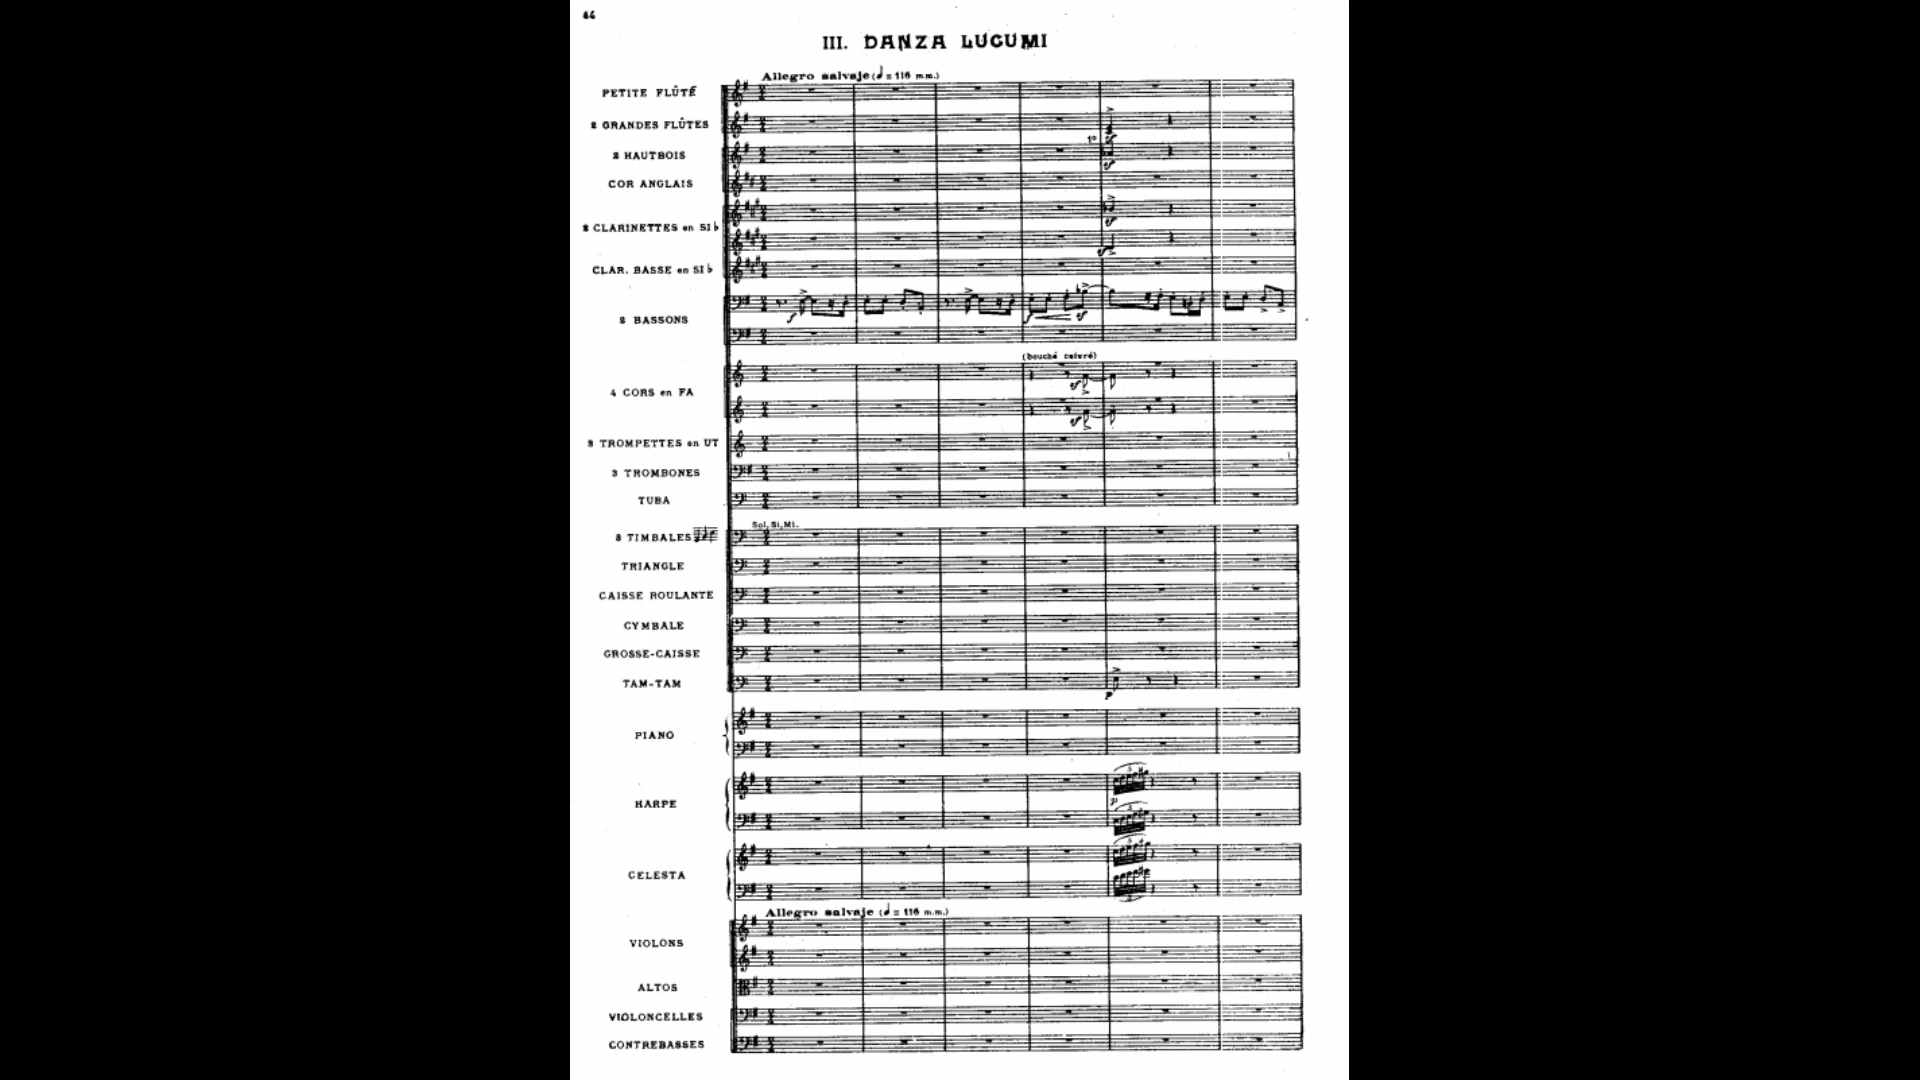 44
III. DANZA LUCUMI
Allegro salvaje (𝅗𝅥 = 116 m.m.)
PETITE FLÛTE
2 GRANDES FLÛTES
1º
2 HAUTBOIS
COR ANGLAIS
2 CLARINETTES en SI♭
CLAR. BASSE en SI♭
2 BASSONS
(bouché cuivré)
4 CORS en FA
3 TROMPETTES en UT
3 TROMBONES
TUBA
Sol, Si, Mi.
3 TIMBALES
TRIANGLE
CAISSE ROULANTE
CYMBALE
GROSSE-CAISSE
TAM-TAM
PIANO
HARPE
CELESTA
Allegro salvaje (𝅗𝅥 = 116 m.m.)
VIOLONS
ALTOS
VIOLONCELLES
CONTREBASSES